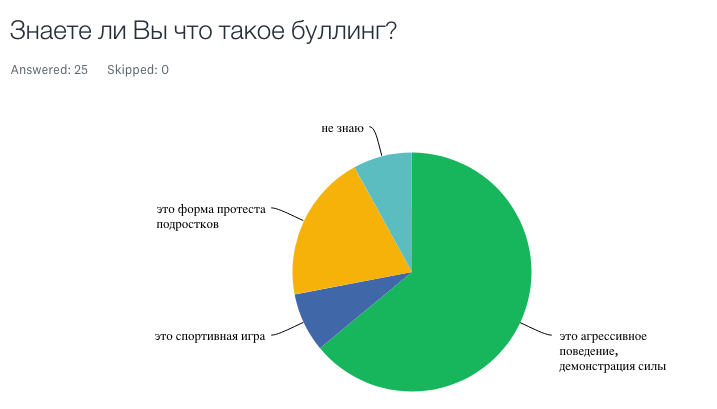 Знаете ли Вы что такое буллинг?
Answered: 25 Skipped: 0
не знаю
это форма протеста
подростков
это спортивная игра
это агрессивное
поведение,
демонстрация силы